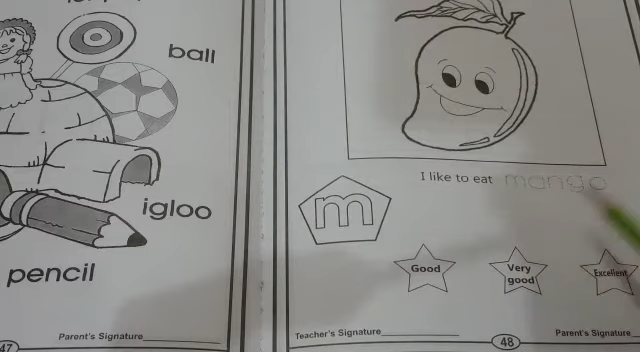 ball
igloo
pencil
Parent's Signature
47
I like to eat mango
m
Good
Very
good
Excellent
Teacher's Signature
48
Parent's Signature